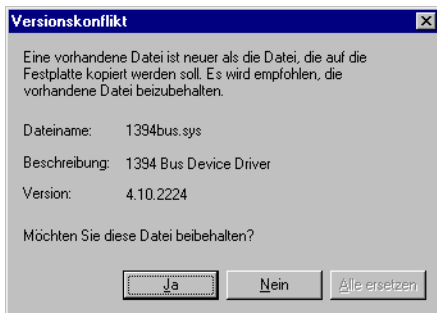 Versionskonflikt
Eine vorhandene Datei ist neuer als die Datei, die auf die
Festplatte kopiert werden soll. Es wird empfohlen, die
vorhandene Datei beizubehalten.
Dateiname: 1394bus.sys
Beschreibung: 1394 Bus Device Driver
Version: 4.10.2224
Möchten Sie diese Datei beibehalten?
Ja Nein Alle ersetzen